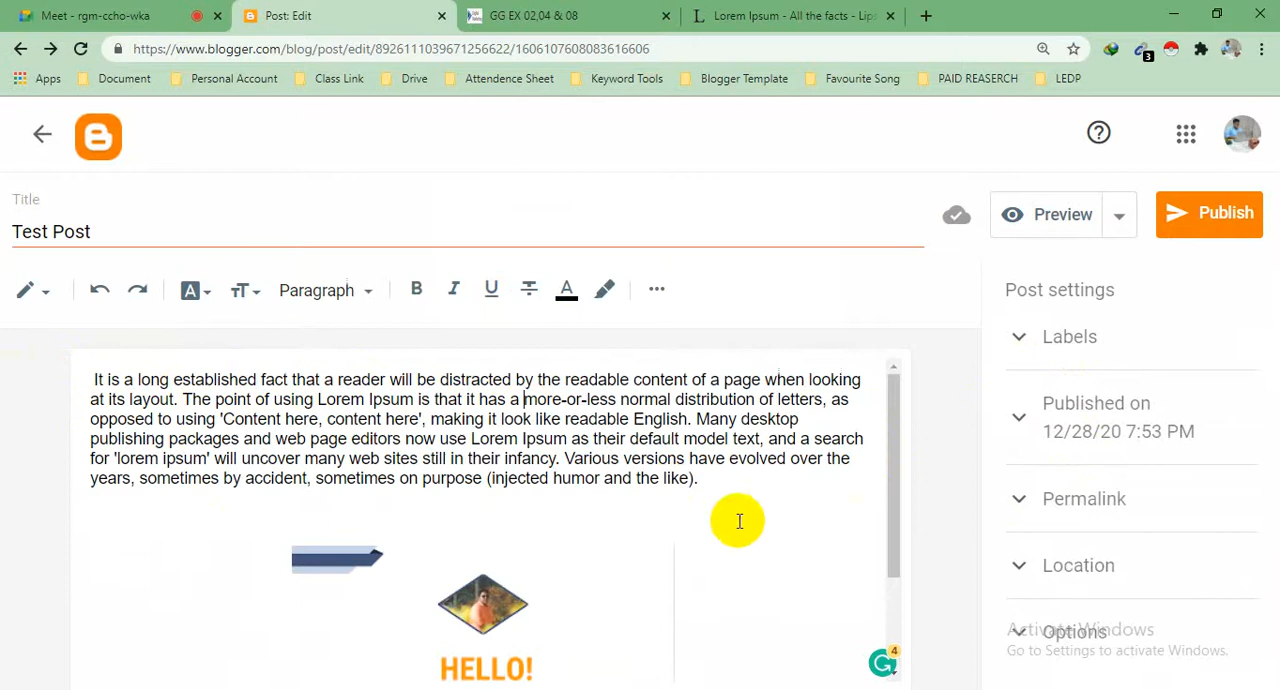 Meet - rgm-ccho-wka
Post: Edit
GG EX 02,04 & 08
Lorem Ipsum - All the facts - Lips
https://www.blogger.com/blog/post/edit/8926111039671256622/1606107608083616606
3
Apps
Document
Personal Account
Class Link
Drive
Attendence Sheet
Keyword Tools
Blogger Template
Favourite Song
PAID REASERCH
LEDP
Title
Test Post
Preview
Publish
Paragraph
B I U A
Post settings
Labels
Published on
12/28/20 7:53 PM
Permalink
Location
Options
It is a long established fact that a reader will be distracted by the readable content of a page when looking
at its layout. The point of using Lorem Ipsum is that it has a more-or-less normal distribution of letters, as
opposed to using 'Content here, content here', making it look like readable English. Many desktop
publishing packages and web page editors now use Lorem Ipsum as their default model text, and a search
for 'lorem ipsum' will uncover many web sites still in their infancy. Various versions have evolved over the
years, sometimes by accident, sometimes on purpose (injected humor and the like).
HELLO!
4
Activate Windows
Go to Settings to activate Windows.